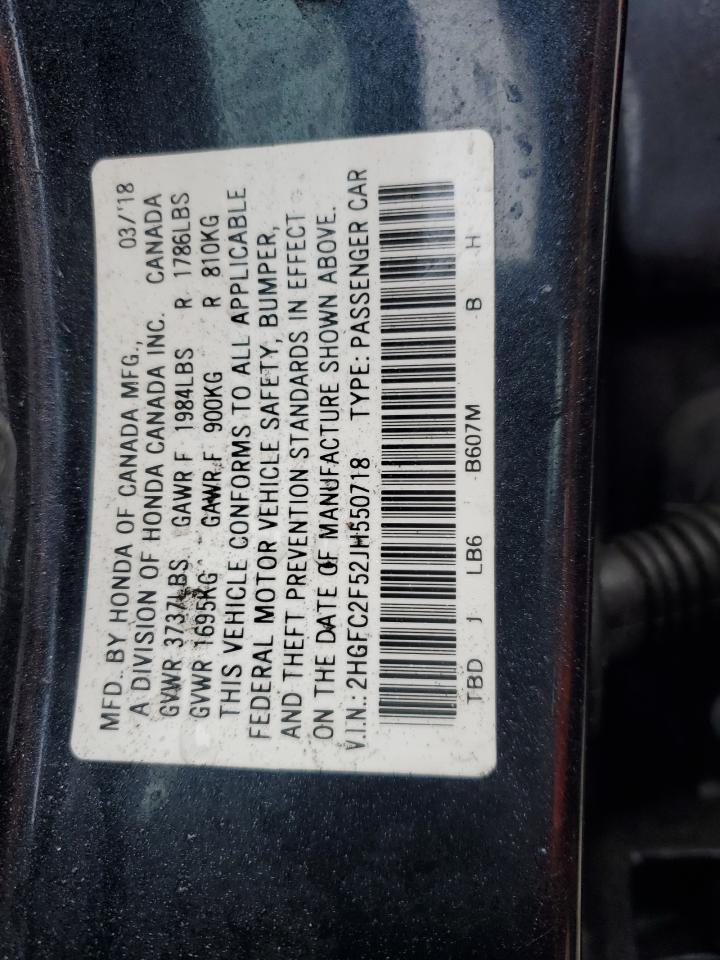 MFD. BY HONDA OF CANADA MFG., 03/'18
A DIVISION OF HONDA CANADA INC. CANADA
GVWR 3737LBS GAWR F 1984LBS R 1786LBS
GVWR 1695KG GAWR F 900KG R 810KG
THIS VEHICLE CONFORMS TO ALL APPLICABLE
FEDERAL MOTOR VEHICLE SAFETY, BUMPER,
AND THEFT PREVENTION STANDARDS IN EFFECT
ON THE DATE OF MANUFACTURE SHOWN ABOVE.
V.I.N.: 2HGFC2F52JH550718 TYPE: PASSENGER CAR
TBD J LB6 B607M B H